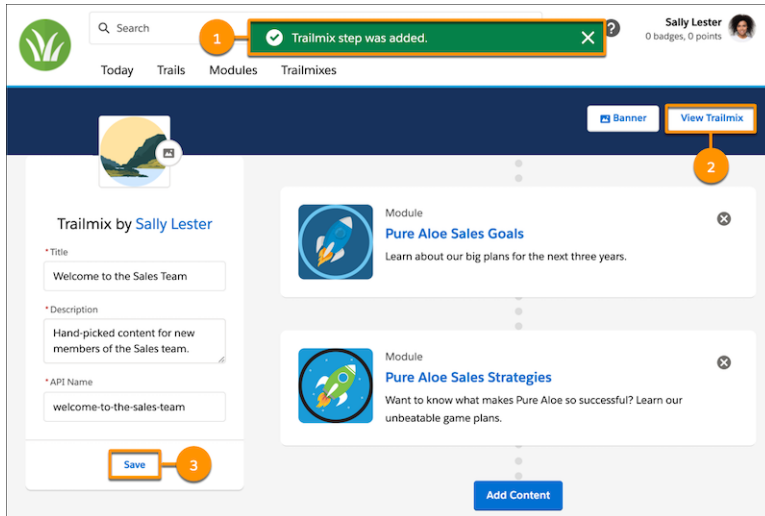 Search
1
Trailmix step was added.
?
Sally Lester
0 badges, 0 points
Today Trails Modules Trailmixes
Banner
View Trailmix
2
Trailmix by Sally Lester
* Title
Welcome to the Sales Team
* Description
Hand-picked content for new
members of the Sales team.
* API Name
welcome-to-the-sales-team
Save
3
Module
Pure Aloe Sales Goals
Learn about our big plans for the next three years.
Module
Pure Aloe Sales Strategies
Want to know what makes Pure Aloe so successful? Learn our
unbeatable game plans.
Add Content